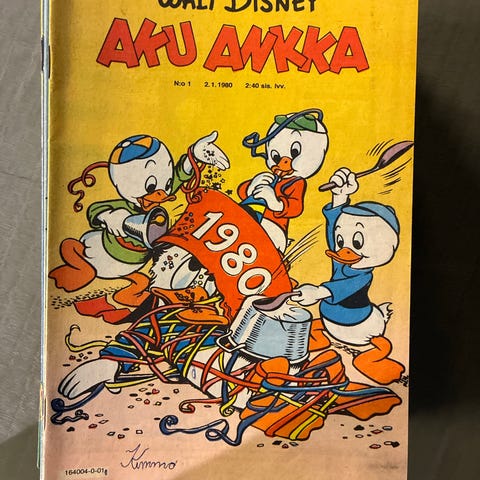 WALT DISNEY
AKU ANKKA
N:o 1 2.1.1980 2:40 sis. lvv.
1980
Kimmo
164004-0-01